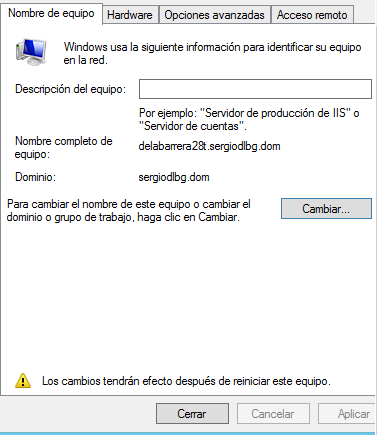 Nombre de equipo Hardware Opciones avanzadas Acceso remoto
Windows usa la siguiente información para identificar su equipo
en la red.
Descripción del equipo:
Por ejemplo: "Servidor de producción de IIS" o
"Servidor de cuentas".
Nombre completo de
equipo:
delabarrera28t.sergiodlbg.dom
Dominio:
sergiodlbg.dom
Para cambiar el nombre de este equipo o cambiar el
dominio o grupo de trabajo, haga clic en Cambiar.
Cambiar...
Los cambios tendrán efecto después de reiniciar este equipo.
Cerrar Cancelar Aplicar